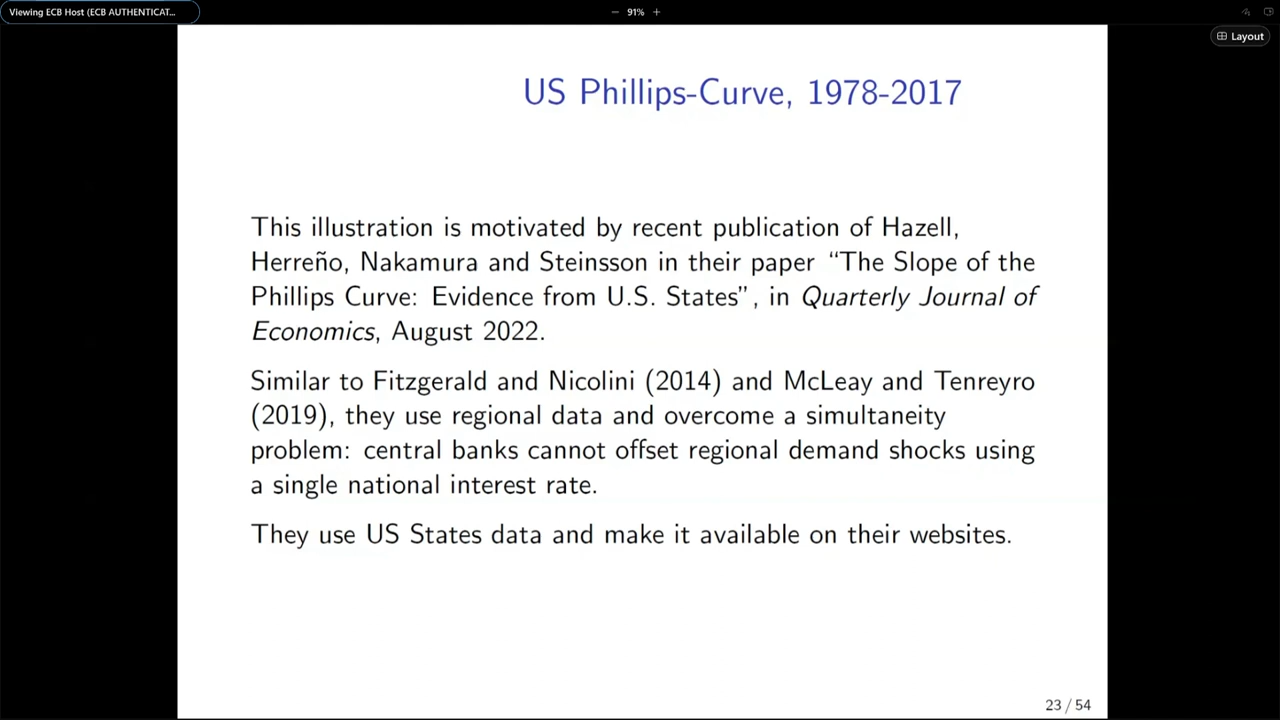 Viewing ECB Host (ECB AUTHENTICAT...
− 91% +
Layout
US Phillips-Curve, 1978-2017
This illustration is motivated by recent publication of Hazell,
Herreño, Nakamura and Steinsson in their paper “The Slope of the
Phillips Curve: Evidence from U.S. States”, in Quarterly Journal of
Economics, August 2022.
Similar to Fitzgerald and Nicolini (2014) and McLeay and Tenreyro
(2019), they use regional data and overcome a simultaneity
problem: central banks cannot offset regional demand shocks using
a single national interest rate.
They use US States data and make it available on their websites.
23 / 54